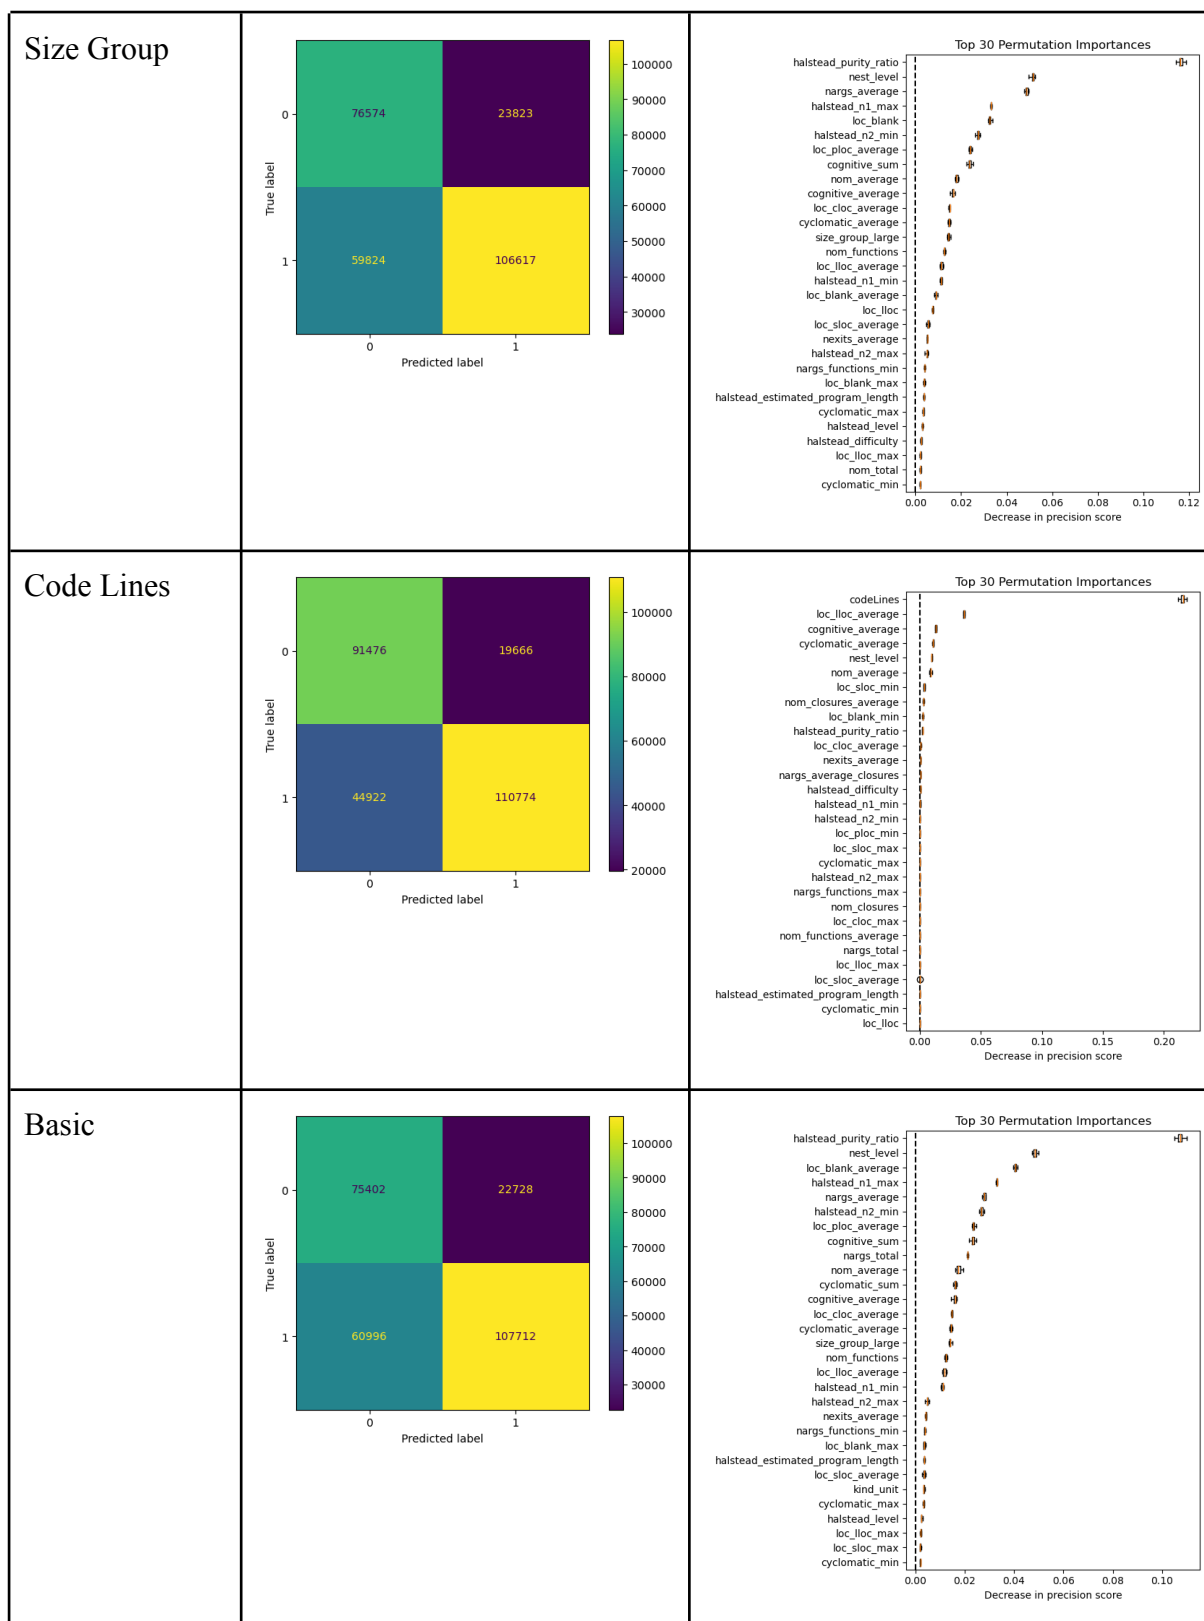 Size Group
0
1
True label
76574
23823
59824
106617
0
1
Predicted label
100000
90000
80000
70000
60000
50000
40000
30000
Top 30 Permutation Importances
halstead_purity_ratio
nest_level
nargs_average
halstead_n1_max
loc_blank
halstead_n2_min
loc_ploc_average
cognitive_sum
nom_average
cognitive_average
loc_cloc_average
cyclomatic_average
size_group_large
nom_functions
loc_lloc_average
halstead_n1_min
loc_blank_average
loc_lloc
loc_sloc_average
nexits_average
halstead_n2_max
nargs_functions_min
loc_blank_max
halstead_estimated_program_length
cyclomatic_max
halstead_level
halstead_difficulty
loc_lloc_max
nom_total
cyclomatic_min
0.00 0.02 0.04 0.06 0.08 0.10 0.12
Decrease in precision score
Code Lines
0
1
True label
91476
19666
44922
110774
0
1
Predicted label
100000
80000
60000
40000
20000
Top 30 Permutation Importances
codeLines
loc_lloc_average
cognitive_average
cyclomatic_average
nest_level
nom_average
loc_sloc_min
nom_closures_average
loc_blank_min
halstead_purity_ratio
loc_cloc_average
nexits_average
nargs_average_closures
halstead_difficulty
halstead_n1_min
halstead_n2_min
loc_ploc_min
loc_sloc_max
cyclomatic_max
halstead_n2_max
nargs_functions_max
nom_closures
loc_cloc_max
nom_functions_average
nargs_total
loc_lloc_max
loc_sloc_average
halstead_estimated_program_length
cyclomatic_min
loc_lloc
0.00 0.05 0.10 0.15 0.20
Decrease in precision score
Basic
0
1
True label
75402
22728
60996
107712
0
1
Predicted label
100000
90000
80000
70000
60000
50000
40000
30000
Top 30 Permutation Importances
halstead_purity_ratio
nest_level
loc_blank_average
halstead_n1_max
nargs_average
halstead_n2_min
loc_ploc_average
cognitive_sum
nargs_total
nom_average
cyclomatic_sum
cognitive_average
loc_cloc_average
cyclomatic_average
size_group_large
nom_functions
loc_lloc_average
halstead_n1_min
halstead_n2_max
nexits_average
nargs_functions_min
loc_blank_max
halstead_estimated_program_length
loc_sloc_average
kind_unit
cyclomatic_max
halstead_level
loc_lloc_max
loc_sloc_max
cyclomatic_min
0.00 0.02 0.04 0.06 0.08 0.10
Decrease in precision score